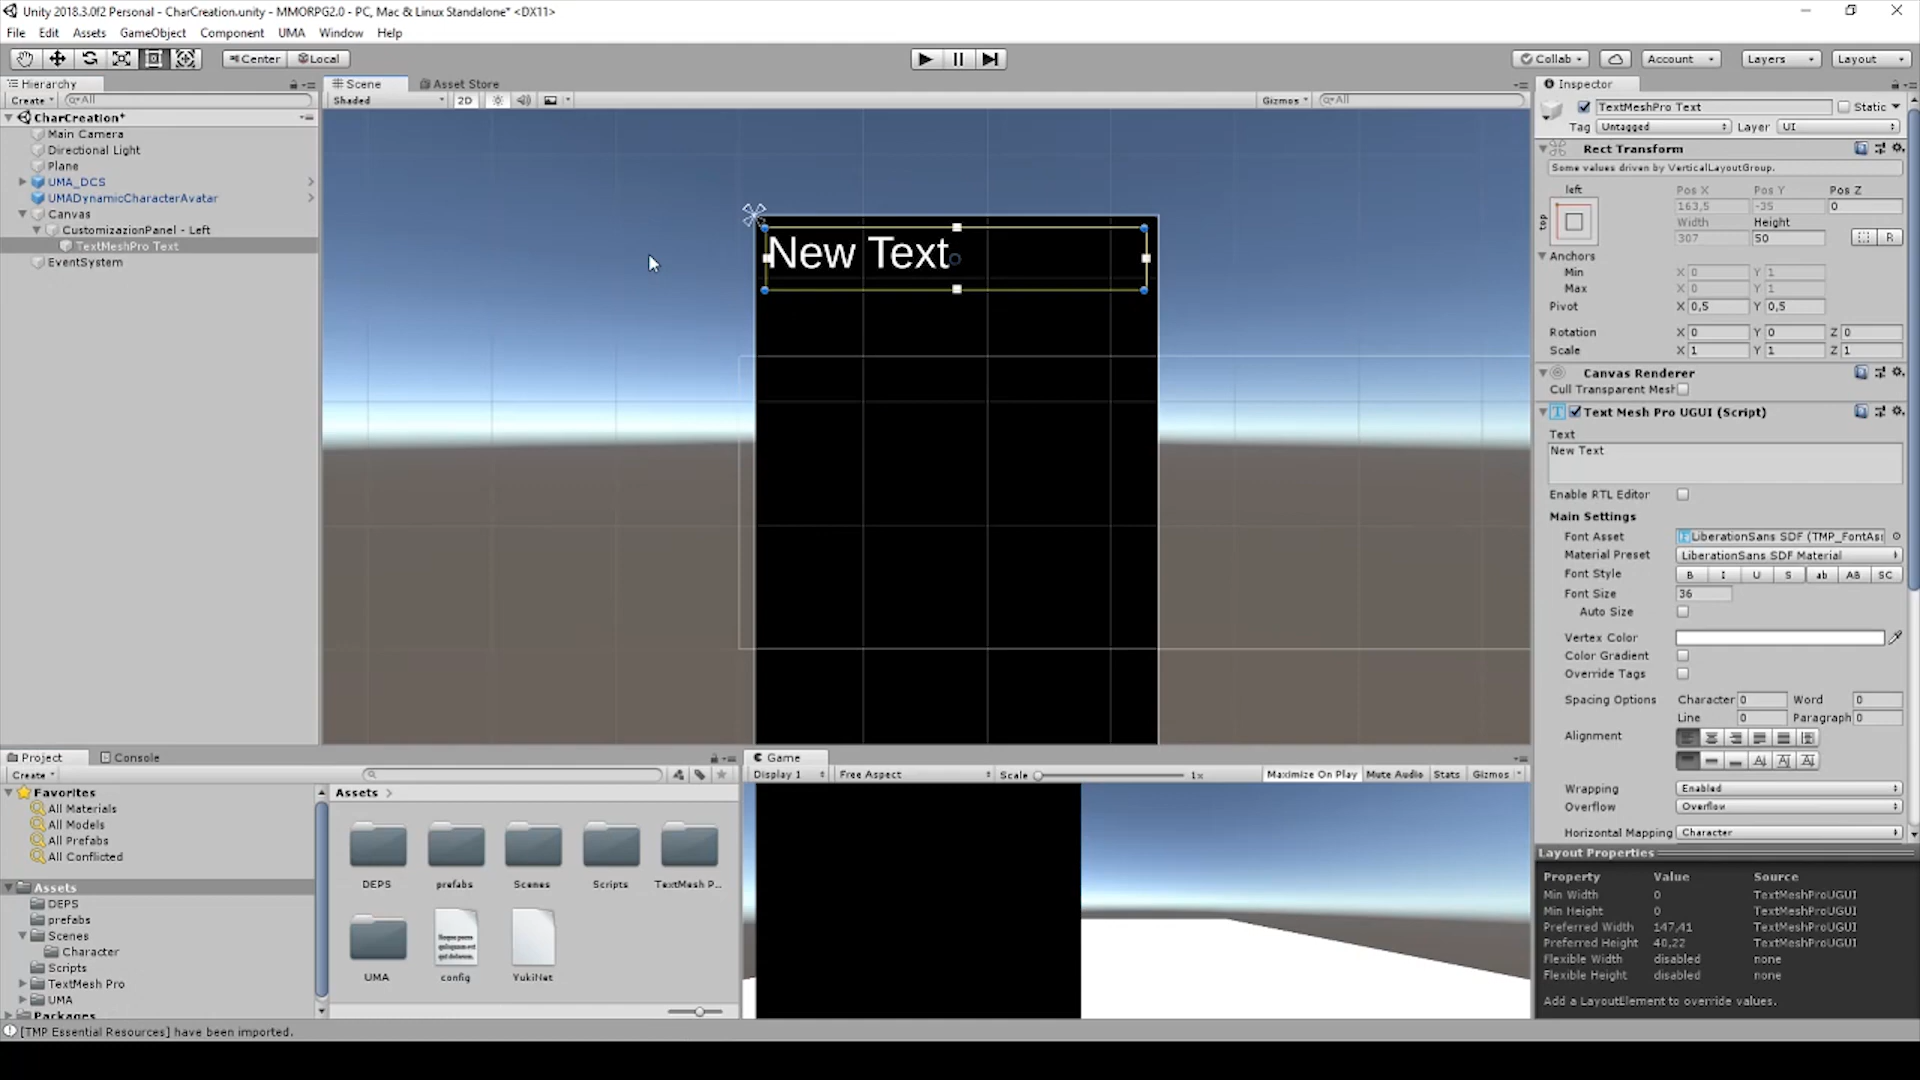 Unity 2018.3.0f2 Personal - CharCreation.unity - MMORPG2.0 - PC, Mac & Linux Standalone* <DX11>
File Edit Assets GameObject Component UMA Window Help
Center Local
Collab Account Layers Layout
Hierarchy
Create All
CharCreation*
Main Camera
Directional Light
Plane
UMA_DCS
UMADynamicCharacterAvatar
Canvas
CustomizazionPanel - Left
TextMeshPro Text
EventSystem
Scene Asset Store
Shaded 2D Gizmos All
New Text
Inspector
TextMeshPro Text Static
Tag Untagged Layer UI
Rect Transform
Some values driven by VerticalLayoutGroup.
left Pos X Pos Y Pos Z
top 163,5 -35 0
Width Height
307 50 R
Anchors
Min X 0 Y 1
Max X 0 Y 1
Pivot X 0,5 Y 0,5
Rotation X 0 Y 0 Z 0
Scale X 1 Y 1 Z 1
Canvas Renderer
Cull Transparent Mesh
Text Mesh Pro UGUI (Script)
Text
New Text
Enable RTL Editor
Main Settings
Font Asset LiberationSans SDF (TMP_FontAs
Material Preset LiberationSans SDF Material
Font Style B I U S ab AB SC
Font Size 36
Auto Size
Vertex Color
Color Gradient
Override Tags
Spacing Options Character 0 Word 0
Line 0 Paragraph 0
Alignment
Wrapping Enabled
Overflow Overflow
Horizontal Mapping Character
Layout Properties
Property Value Source
Min Width 0 TextMeshProUGUI
Min Height 0 TextMeshProUGUI
Preferred Width 147,41 TextMeshProUGUI
Preferred Height 40,22 TextMeshProUGUI
Flexible Width disabled none
Flexible Height disabled none
Add a LayoutElement to override values.
Project Console
Create
Favorites
All Materials
All Models
All Prefabs
All Conflicted
Assets
DEPS
prefabs
Scenes
Character
Scripts
TextMesh Pro
UMA
Packages
Assets >
DEPS prefabs Scenes Scripts TextMesh P...
UMA config YukiNet
Game
Display 1 Free Aspect Scale 1x Maximize On Play Mute Audio Stats Gizmos
[TMP Essential Resources] have been imported.